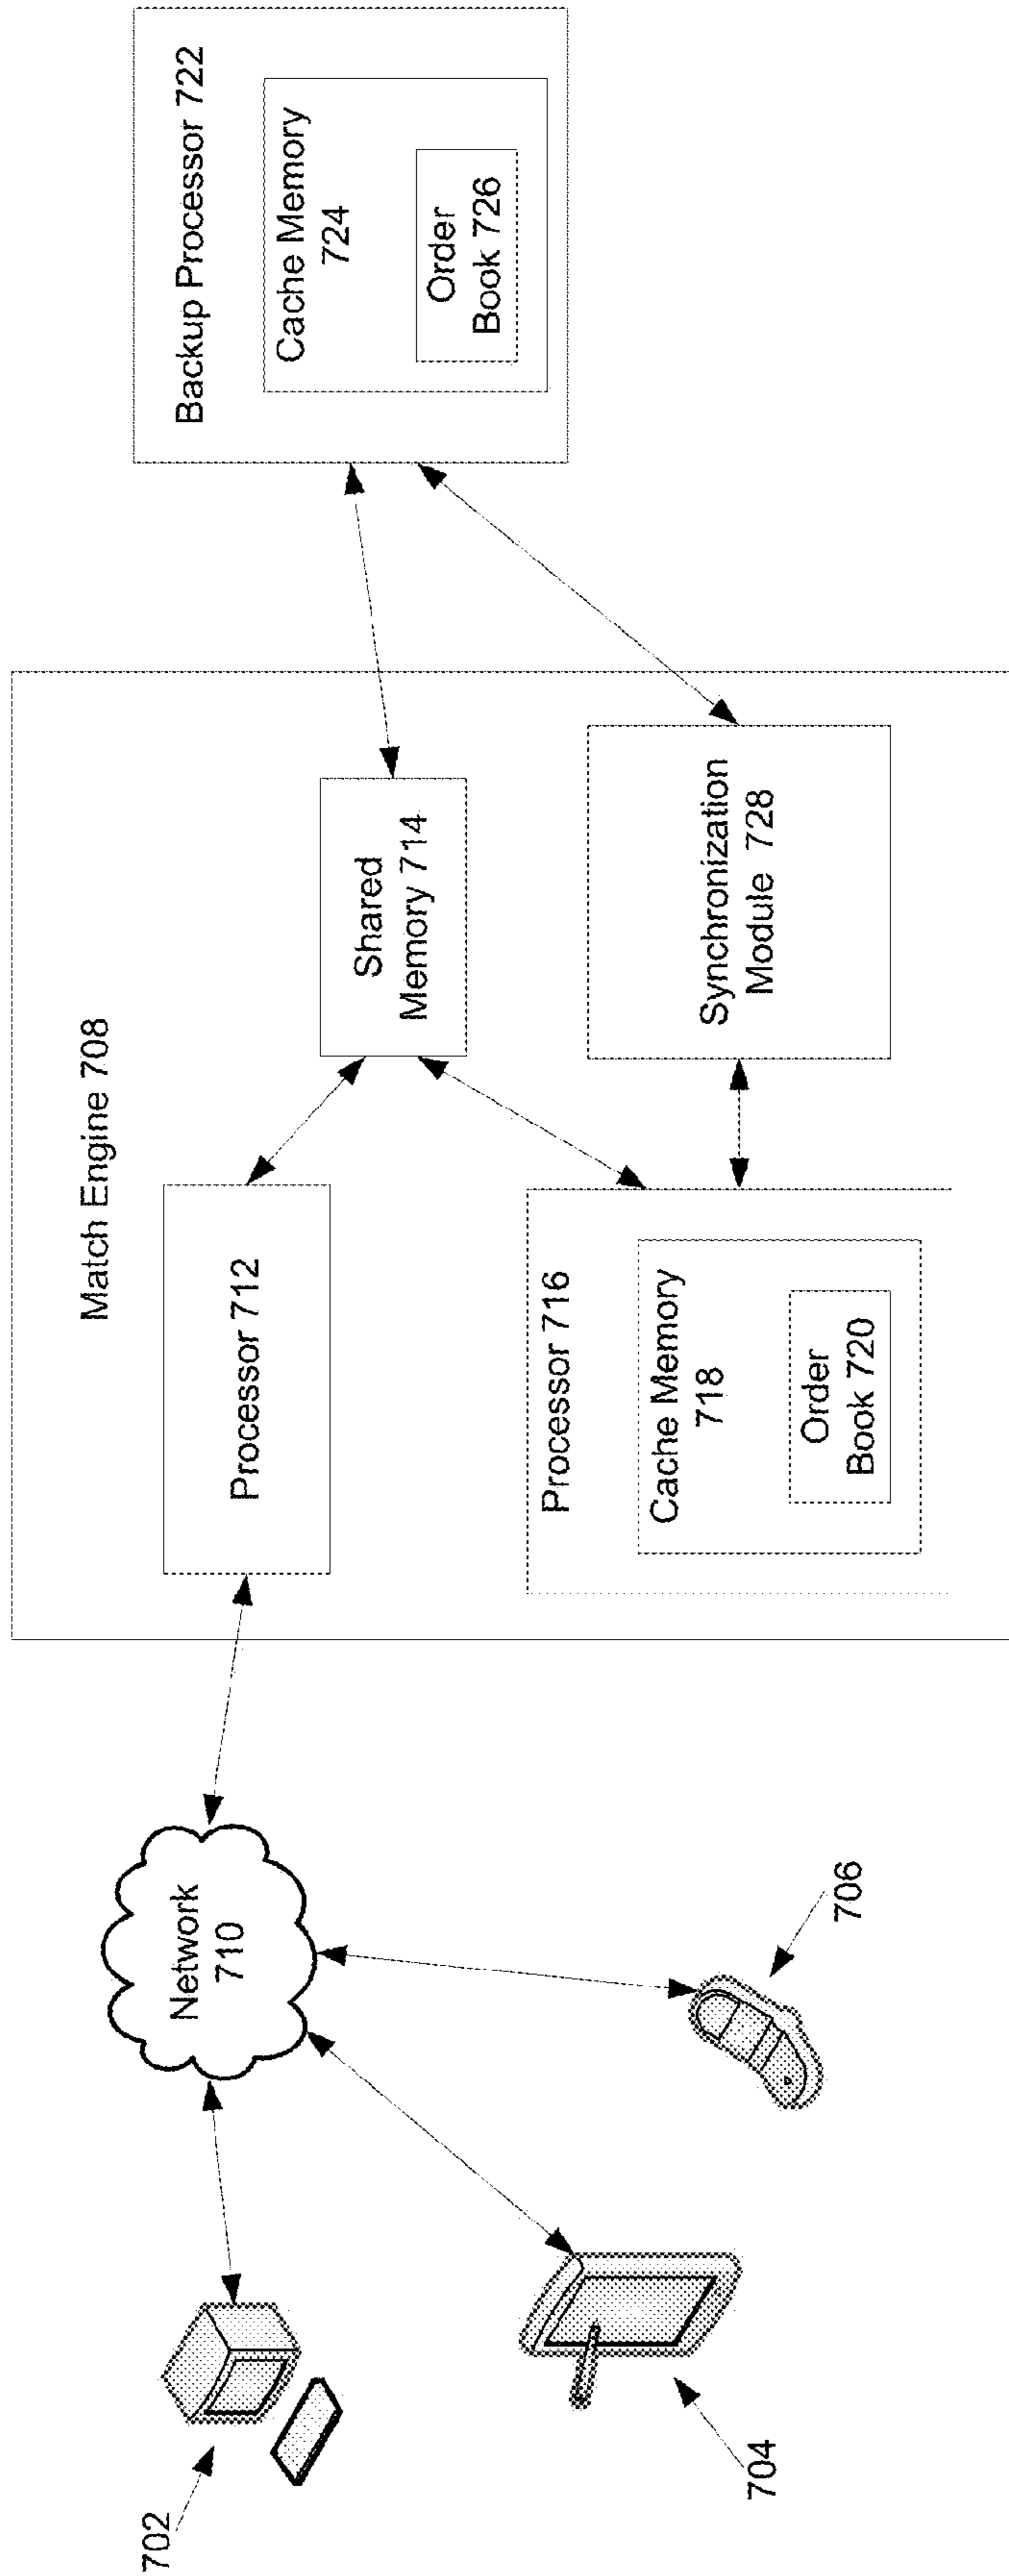 702
704
706
Network
710
Match Engine 708
Processor 712
Shared
Memory 714
Processor 716
Cache Memory
718
Order
Book 720
Synchronization
Module 728
Backup Processor 722
Cache Memory
724
Order
Book 726